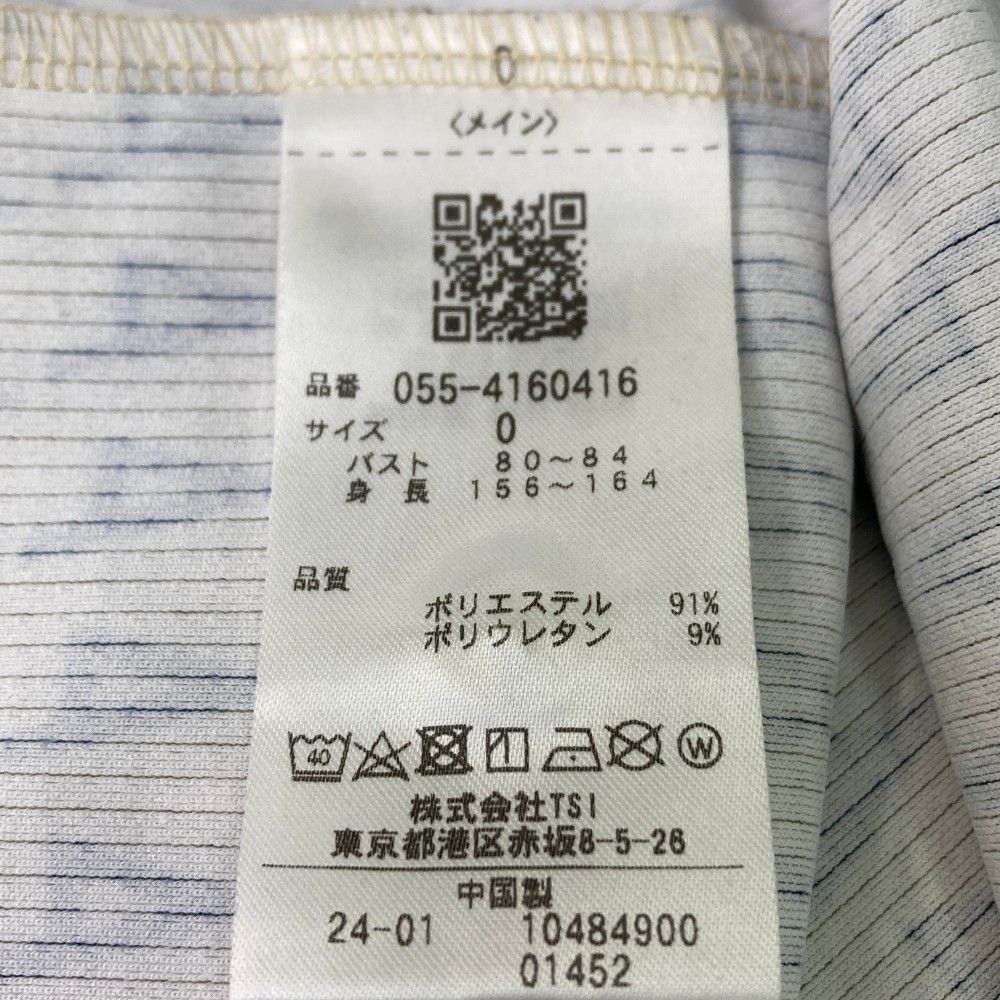 0
〈メイン〉
品番 055-4160416
サイズ 0
バスト 80～84
身長 156～164
品質
ポリエステル 91%
ポリウレタン 9%
40 W
株式会社TSI
東京都港区赤坂8-5-26
中国製
24-01 10484900
01452